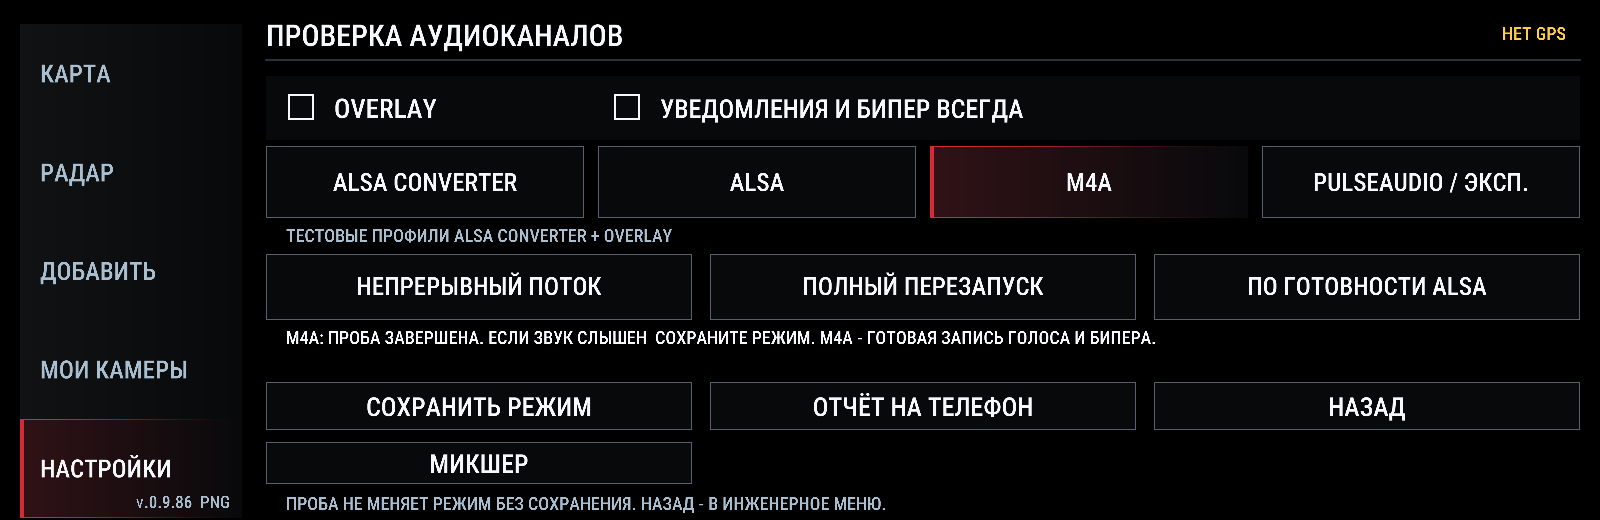 ПРОВЕРКА АУДИОКАНАЛОВ
НЕТ GPS
КАРТА
РАДАР
ДОБАВИТЬ
МОИ КАМЕРЫ
НАСТРОЙКИ
v.0.9.86 PNG
OVERLAY
УВЕДОМЛЕНИЯ И БИПЕР ВСЕГДА
ALSA CONVERTER
ALSA
M4A
PULSEAUDIO / ЭКСП.
ТЕСТОВЫЕ ПРОФИЛИ ALSA CONVERTER + OVERLAY
НЕПРЕРЫВНЫЙ ПОТОК
ПОЛНЫЙ ПЕРЕЗАПУСК
ПО ГОТОВНОСТИ ALSA
M4A: ПРОБА ЗАВЕРШЕНА. ЕСЛИ ЗВУК СЛЫШЕН  СОХРАНИТЕ РЕЖИМ. M4A - ГОТОВАЯ ЗАПИСЬ ГОЛОСА И БИПЕРА.
СОХРАНИТЬ РЕЖИМ
ОТЧЁТ НА ТЕЛЕФОН
НАЗАД
МИКШЕР
ПРОБА НЕ МЕНЯЕТ РЕЖИМ БЕЗ СОХРАНЕНИЯ. НАЗАД - В ИНЖЕНЕРНОЕ МЕНЮ.